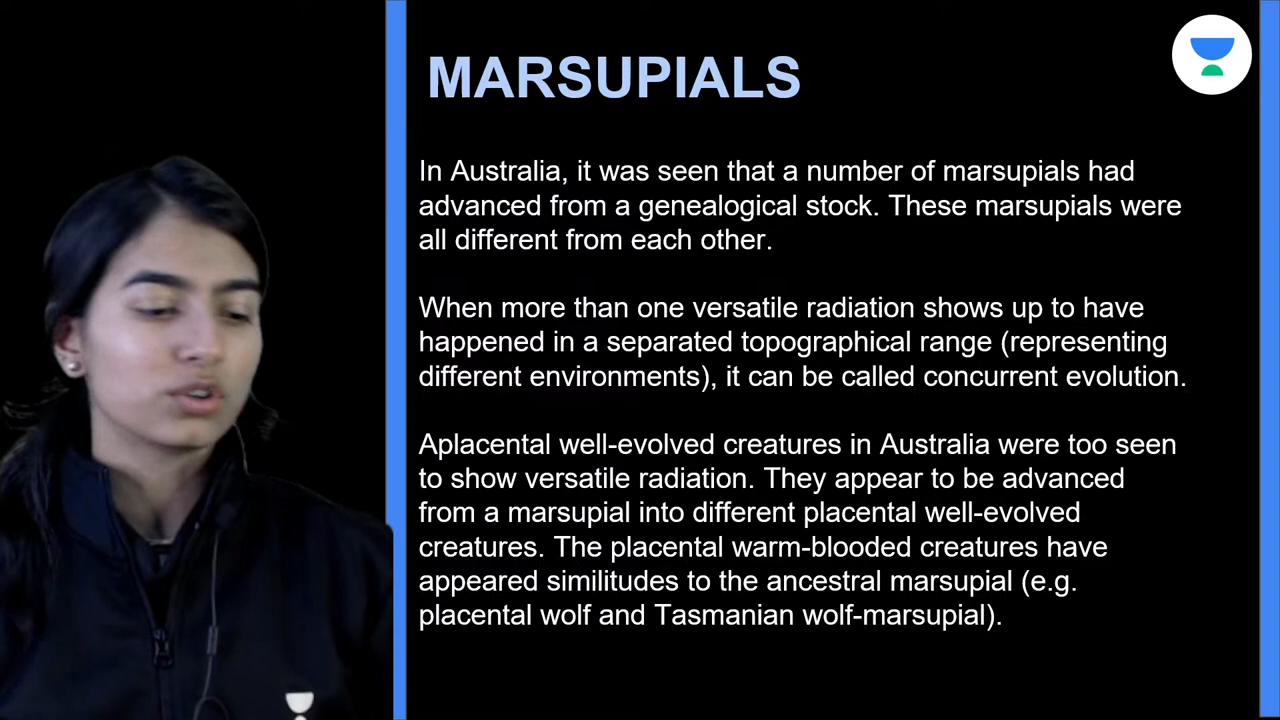 MARSUPIALS
In Australia, it was seen that a number of marsupials had
advanced from a genealogical stock. These marsupials were
all different from each other.
When more than one versatile radiation shows up to have
happened in a separated topographical range (representing
different environments), it can be called concurrent evolution.
Aplacental well-evolved creatures in Australia were too seen
to show versatile radiation. They appear to be advanced
from a marsupial into different placental well-evolved
creatures. The placental warm-blooded creatures have
appeared similitudes to the ancestral marsupial (e.g.
placental wolf and Tasmanian wolf-marsupial).